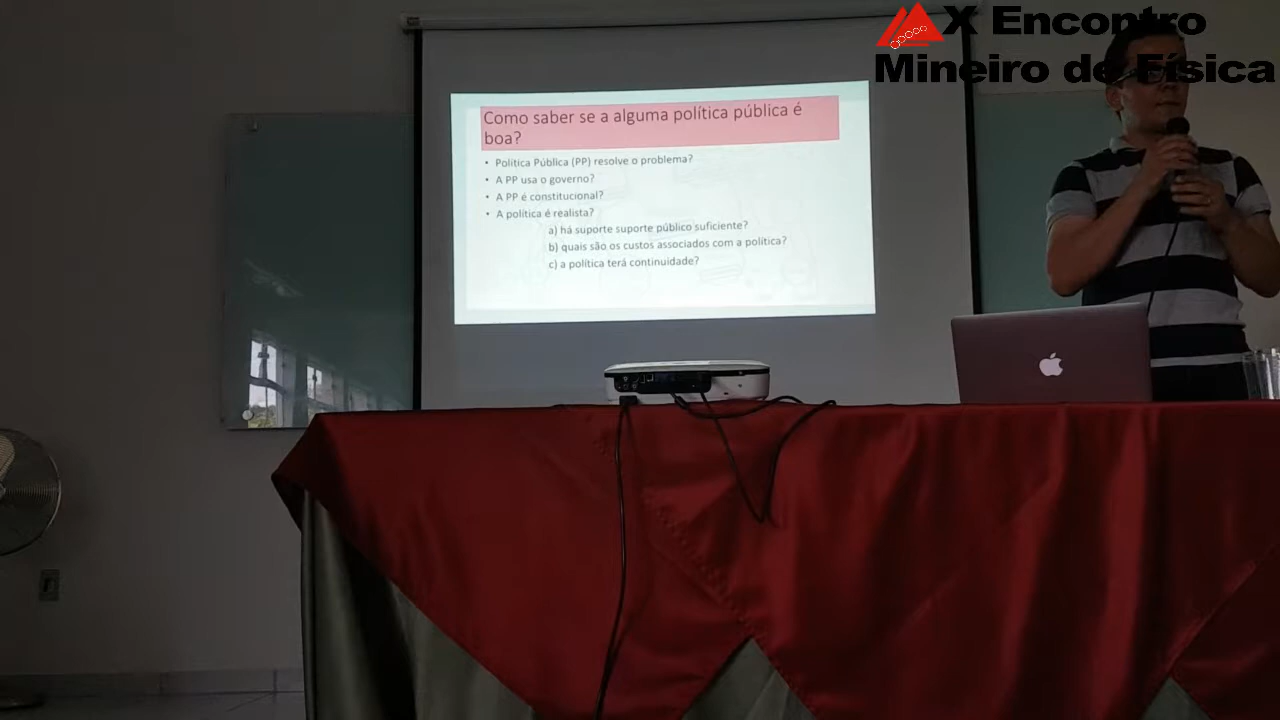 X Encontro
Mineiro de Física
Como saber se a alguma política pública é
boa?
• Política Pública (PP) resolve o problema?
• A PP usa o governo?
• A PP é constitucional?
• A política é realista?
a) há suporte suporte público suficiente?
b) quais são os custos associados com a política?
c) a política terá continuidade?